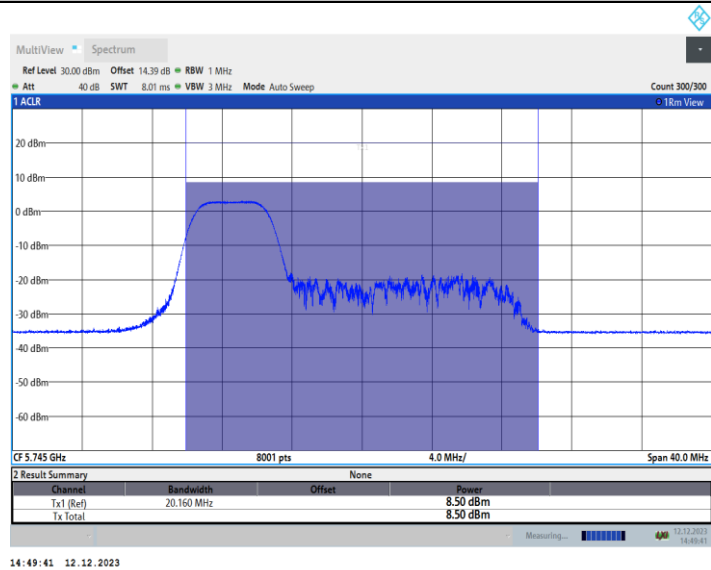 MultiView Spectrum
Ref Level 30.00 dBm Offset 14.39 dB RBW 1 MHz
Att 40 dB SWT 8.01 ms VBW 3 MHz Mode Auto Sweep Count 300/300
1 ACLR 1Rm View
20 dBm
10 dBm
0 dBm
-10 dBm
-20 dBm
-30 dBm
-40 dBm
-50 dBm
-60 dBm
CF 5.745 GHz 8001 pts 4.0 MHz/ Span 40.0 MHz
2 Result Summary None
Channel Bandwidth Offset Power
Tx1 (Ref) 20.160 MHz 8.50 dBm
Tx Total 8.50 dBm
Measuring... 12.12.2023
14:49:41
14:49:41 12.12.2023